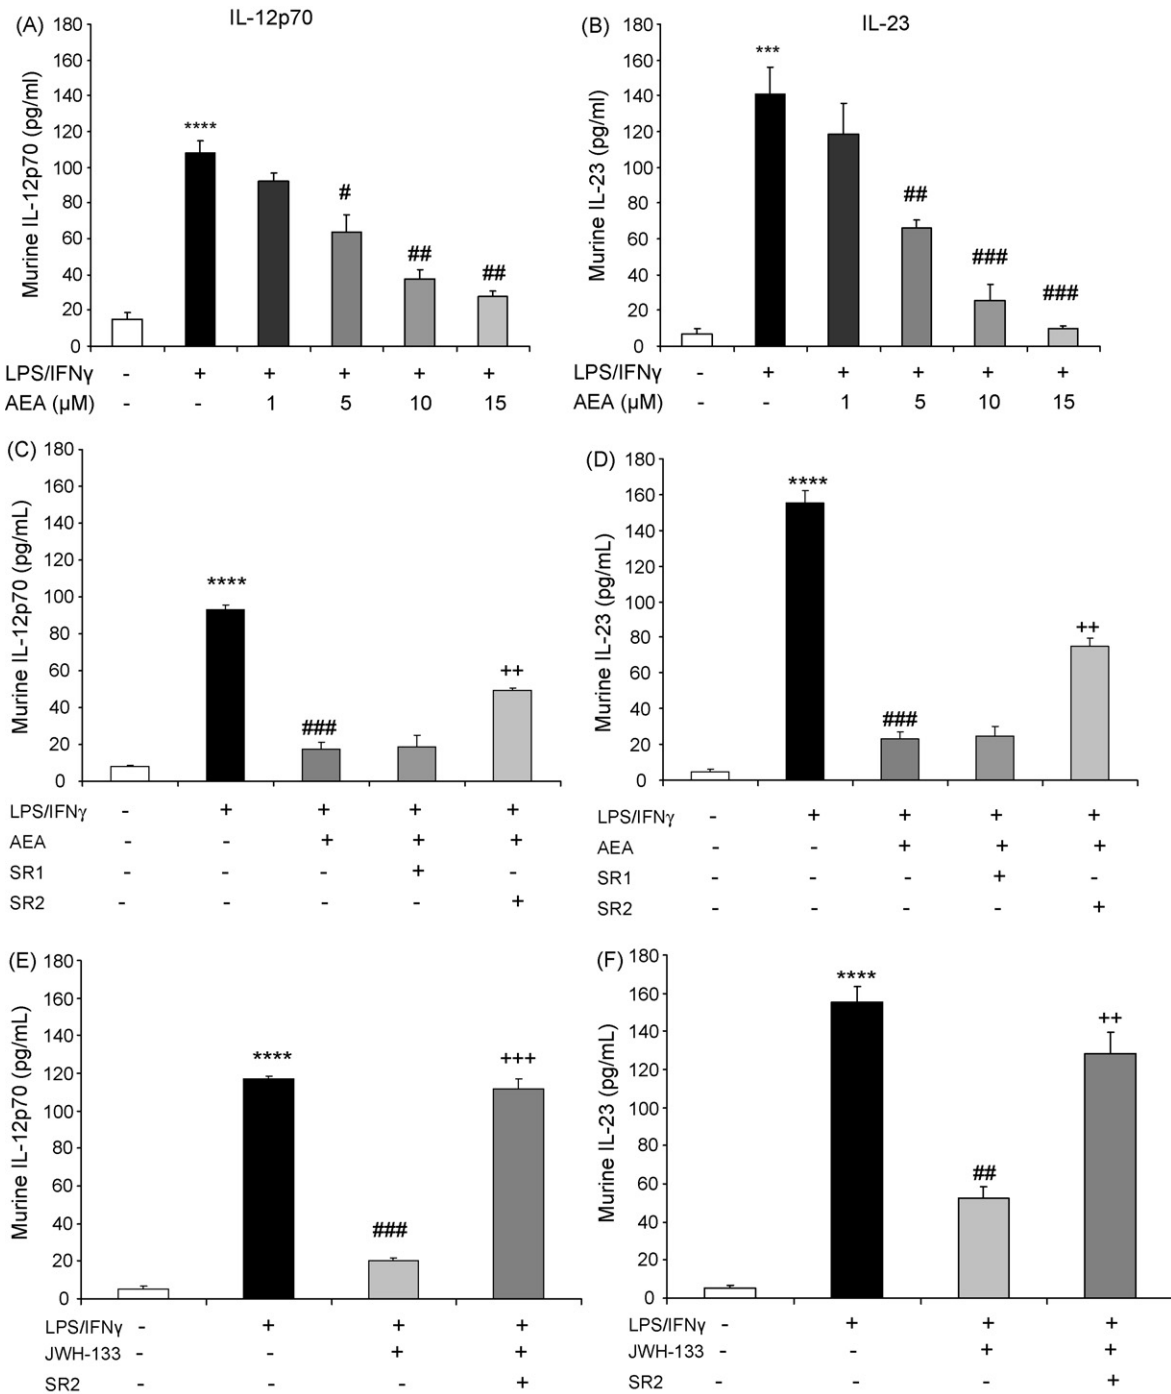 (A) IL-12p70
180
160
140
120
100
80
60
40
20
0
Murine IL-12p70 (pg/ml)
****
#
##
##
LPS/IFNγ - + + + + +
AEA (μM) - - 1 5 10 15
(B) IL-23
180
160
140
120
100
80
60
40
20
0
Murine IL-23 (pg/ml)
***
##
###
###
LPS/IFNγ - + + + + +
AEA (μM) - - 1 5 10 15
(C)
180
160
140
120
100
80
60
40
20
0
Murine IL-12p70 (pg/mL)
****
###
++
LPS/IFNγ - + + + +
AEA - - + + +
SR1 - - - + -
SR2 - - - - +
(D)
180
160
140
120
100
80
60
40
20
0
Murine IL-23 (pg/mL)
****
###
++
LPS/IFNγ - + + + +
AEA - - + + +
SR1 - - - + -
SR2 - - - - +
(E)
180
160
140
120
100
80
60
40
20
0
Murine IL-12p70 (pg/mL)
****
###
+++
LPS/IFNγ - + + +
JWH-133 - - + +
SR2 - - - +
(F)
180
160
140
120
100
80
60
40
20
0
Murine IL-23 (pg/mL)
****
##
++
LPS/IFNγ - + + +
JWH-133 - - + +
SR2 - - - +